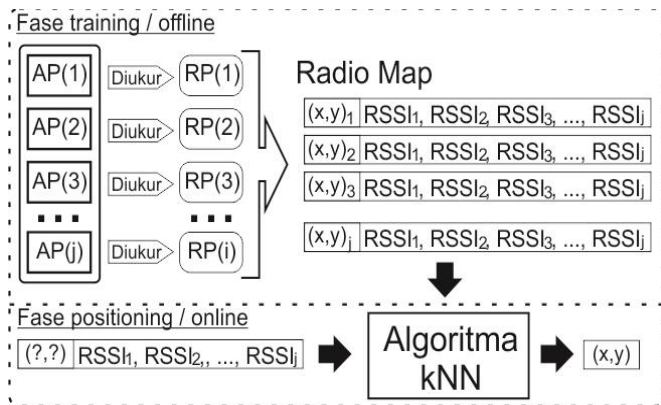 Fase training / offline
AP(1) Diukur RP(1)
AP(2) Diukur RP(2)
AP(3) Diukur RP(3)
... ...
AP(j) Diukur RP(i)
Radio Map
(x,y)₁ RSSI₁, RSSI₂, RSSI₃, ..., RSSIⱼ
(x,y)₂ RSSI₁, RSSI₂, RSSI₃, ..., RSSIⱼ
(x,y)₃ RSSI₁, RSSI₂, RSSI₃, ..., RSSIⱼ
(x,y)ⱼ RSSI₁, RSSI₂, RSSI₃, ..., RSSIⱼ
Fase positioning / online
(?,?) RSSI₁, RSSI₂,, ..., RSSIⱼ
Algoritma
kNN
(x,y)